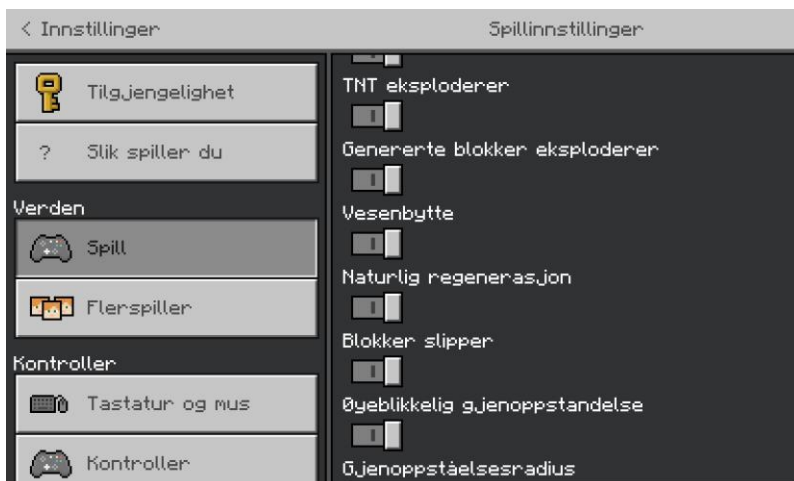 < Innstillinger
Spillinnstillinger
Tilgjengelighet
? Slik spiller du
Verden
Spill
Flerspiller
Kontroller
Tastatur og mus
Kontroller
TNT eksploderer
Genererte blokker eksploderer
Vesenbytte
Naturlig regenerasjon
Blokker slipper
Øyeblikkelig gjenoppstandelse
Gjenoppståelsesradius